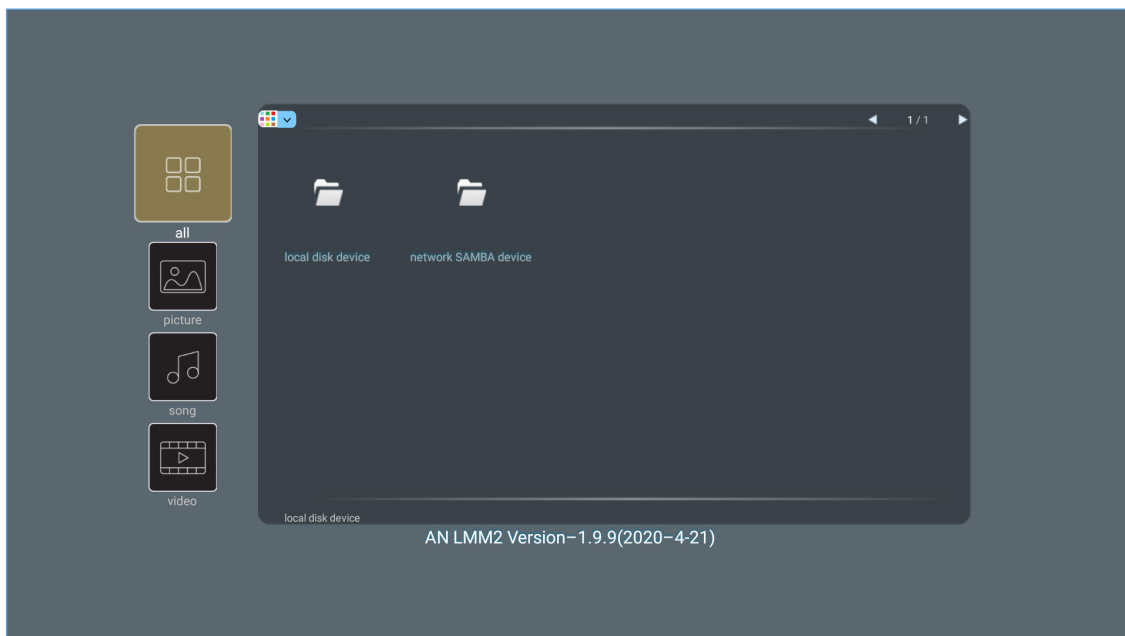 1 / 1
all
local disk device
network SAMBA device
picture
song
video
local disk device
AN LMM2 Version–1.9.9(2020–4-21)